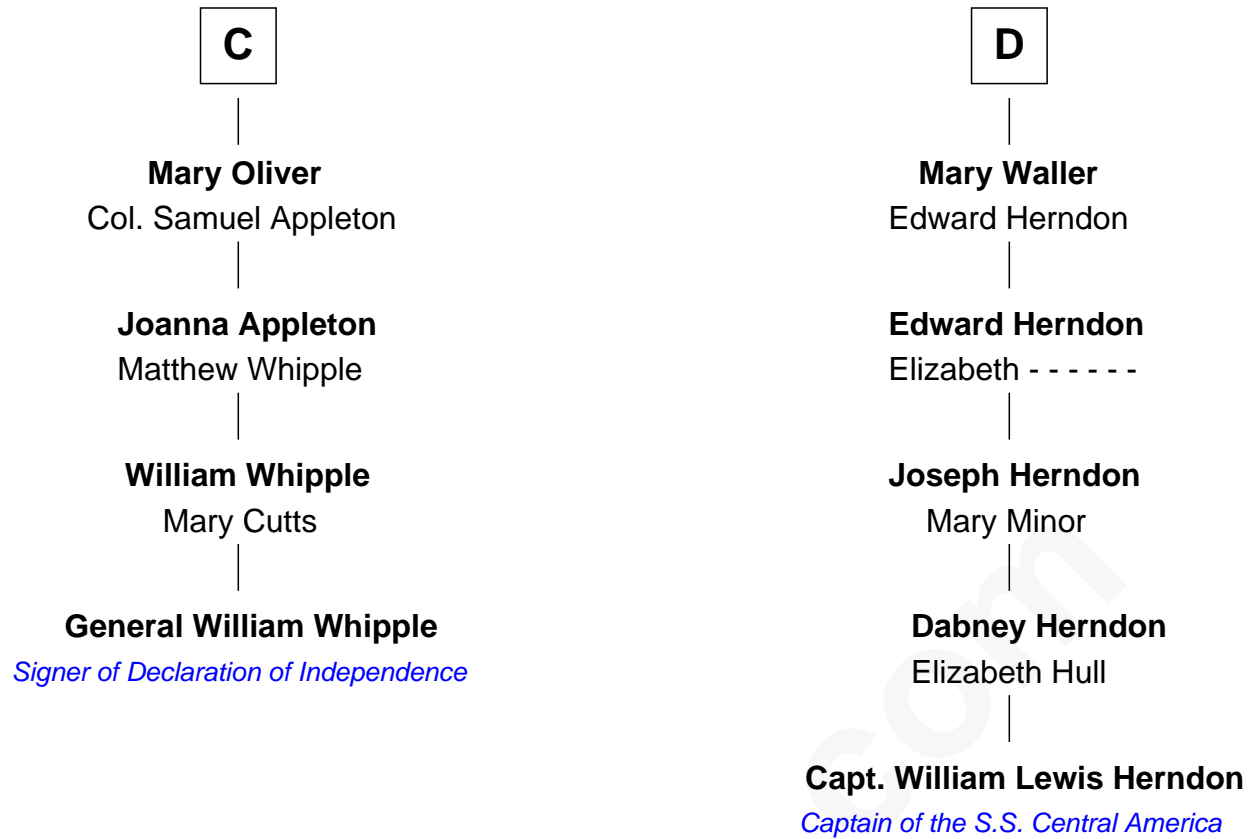 C
Mary Oliver
Col. Samuel Appleton
Joanna Appleton
Matthew Whipple
William Whipple
Mary Cutts
General William Whipple
Signer of Declaration of Independence
D
Mary Waller
Edward Herndon
Edward Herndon
Elizabeth - - - - - -
Joseph Herndon
Mary Minor
Dabney Herndon
Elizabeth Hull
Capt. William Lewis Herndon
Captain of the S.S. Central America
com